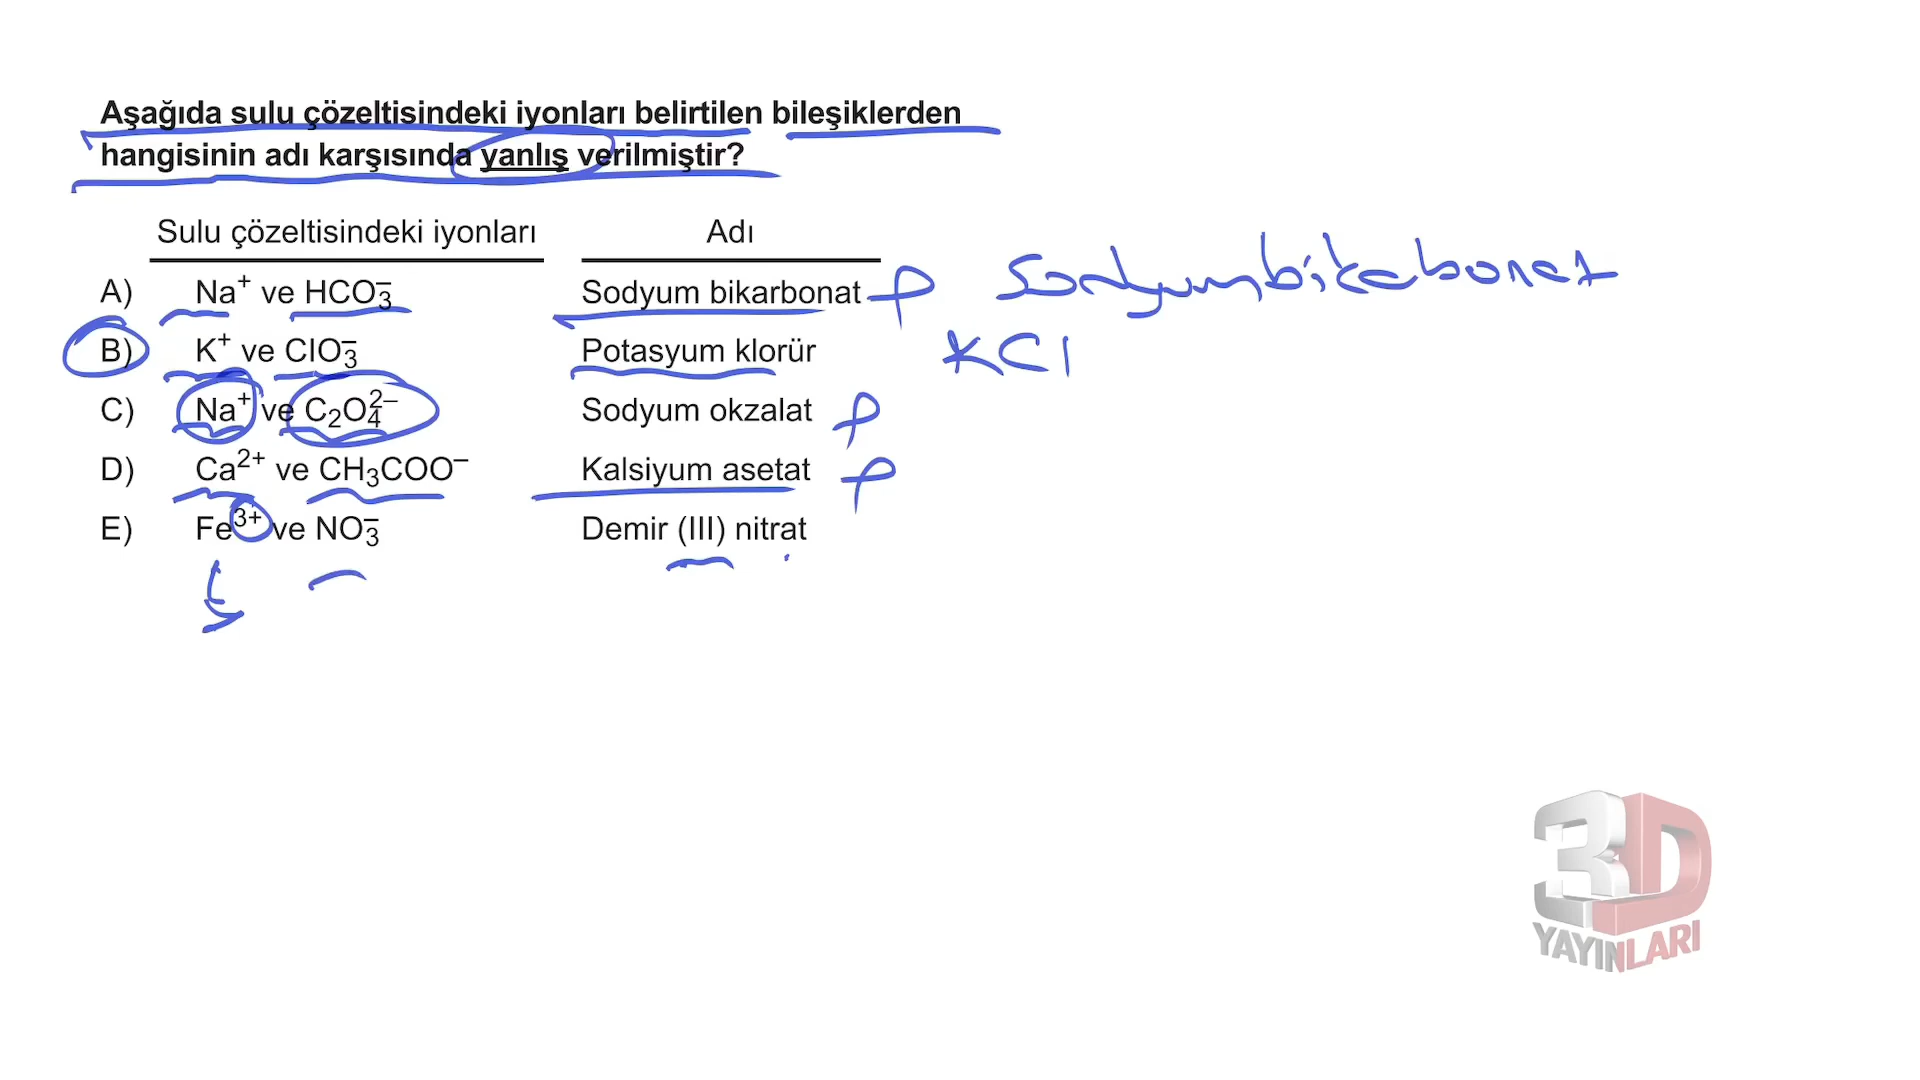 Aşağıda sulu çözeltisindeki iyonları belirtilen bileşiklerden
hangisinin adı karşısında yanlış verilmiştir?
Sulu çözeltisindeki iyonları Adı
A) Na⁺ ve HCO₃⁻ Sodyum bikarbonat Sodyumbikabonat
B) K⁺ ve ClO₃⁻ Potasyum klorür KCl
C) Na⁺ ve C₂O₄²⁻ Sodyum okzalat
D) Ca²⁺ ve CH₃COO⁻ Kalsiyum asetat
E) Fe³⁺ ve NO₃⁻ Demir (III) nitrat
3D
YAYINLARI